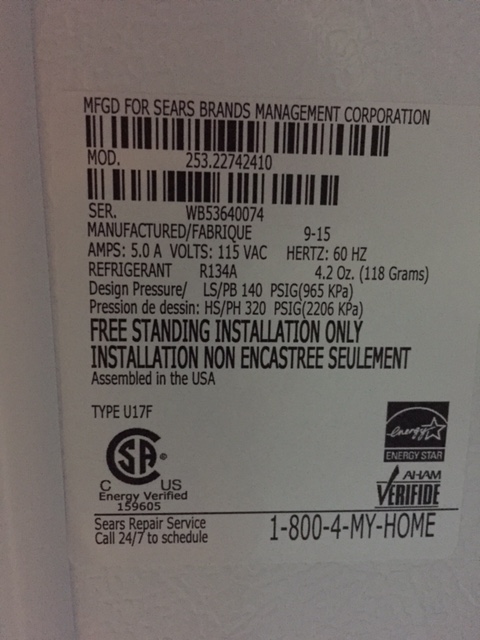 MFGD FOR SEARS BRANDS MANAGEMENT CORPORATION
MOD. 253.22742410
SER. WB53640074
MANUFACTURED/FABRIQUE 9-15
AMPS: 5.0 A VOLTS: 115 VAC HERTZ: 60 HZ
REFRIGERANT R134A 4.2 Oz. (118 Grams)
Design Pressure/ LS/PB 140 PSIG(965 KPa)
Pression de dessin: HS/PH 320 PSIG(2206 KPa)
FREE STANDING INSTALLATION ONLY
INSTALLATION NON ENCASTREE SEULEMENT
Assembled in the USA
TYPE U17F
energy
ENERGY STAR
SA®
C US
Energy Verified
159605
AHAM
VERIFIDE
Sears Repair Service
Call 24/7 to schedule
1-800-4-MY-HOME